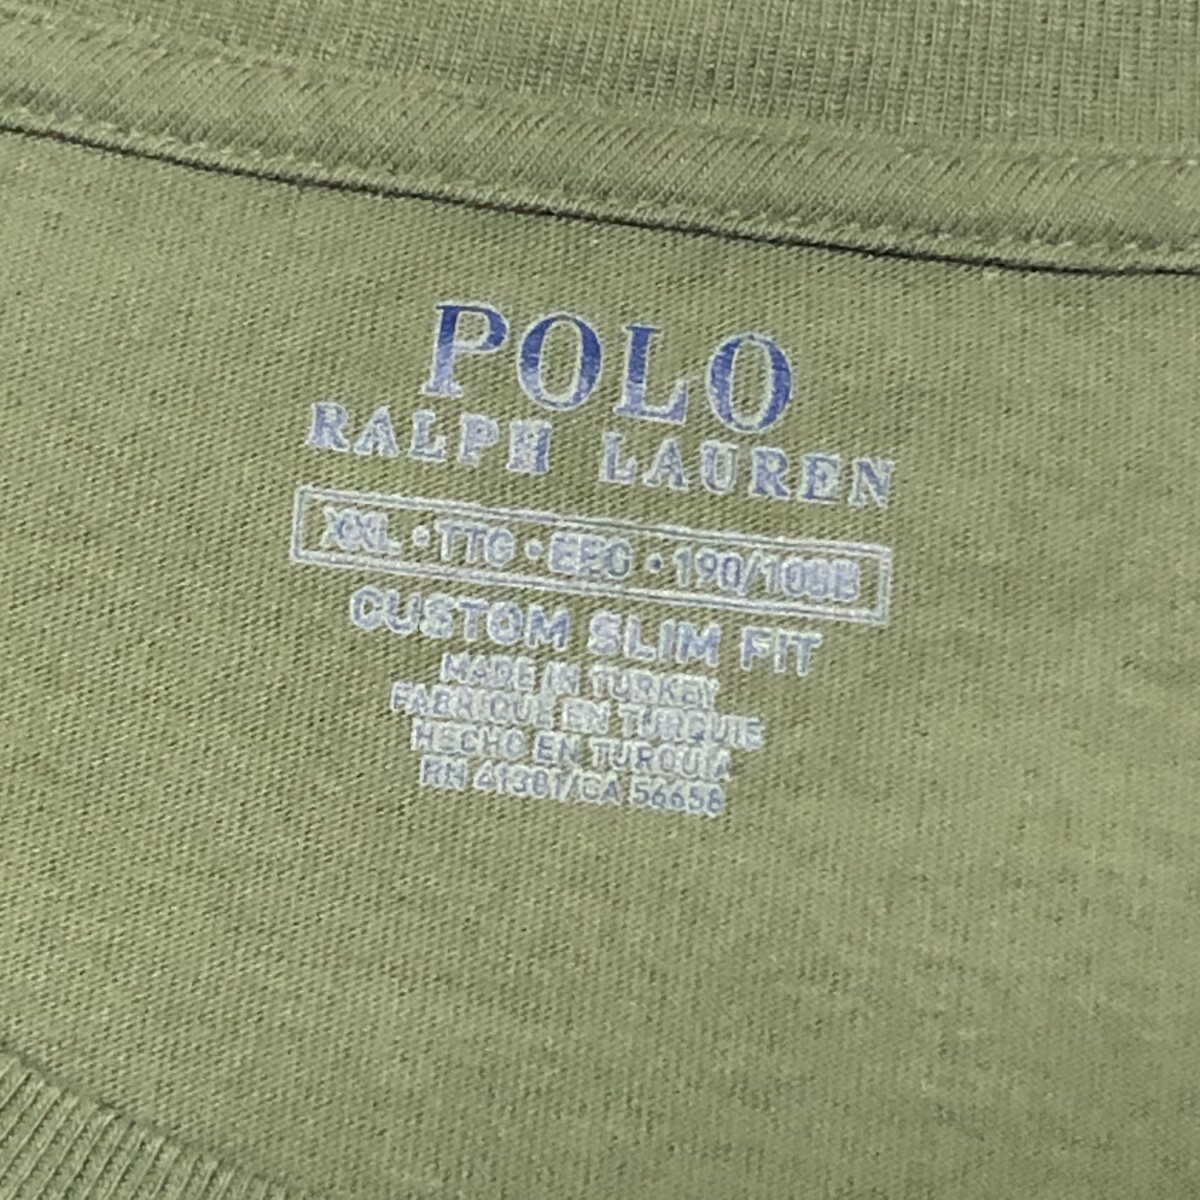 POLO
RALPH LAUREN
XXL • TTG • EEG • 190/108B
CUSTOM SLIM FIT
MADE IN TURKEY
FABRIQUE EN TURQUIE
HECHO EN TURQUIA
RN 41381/CA 56658